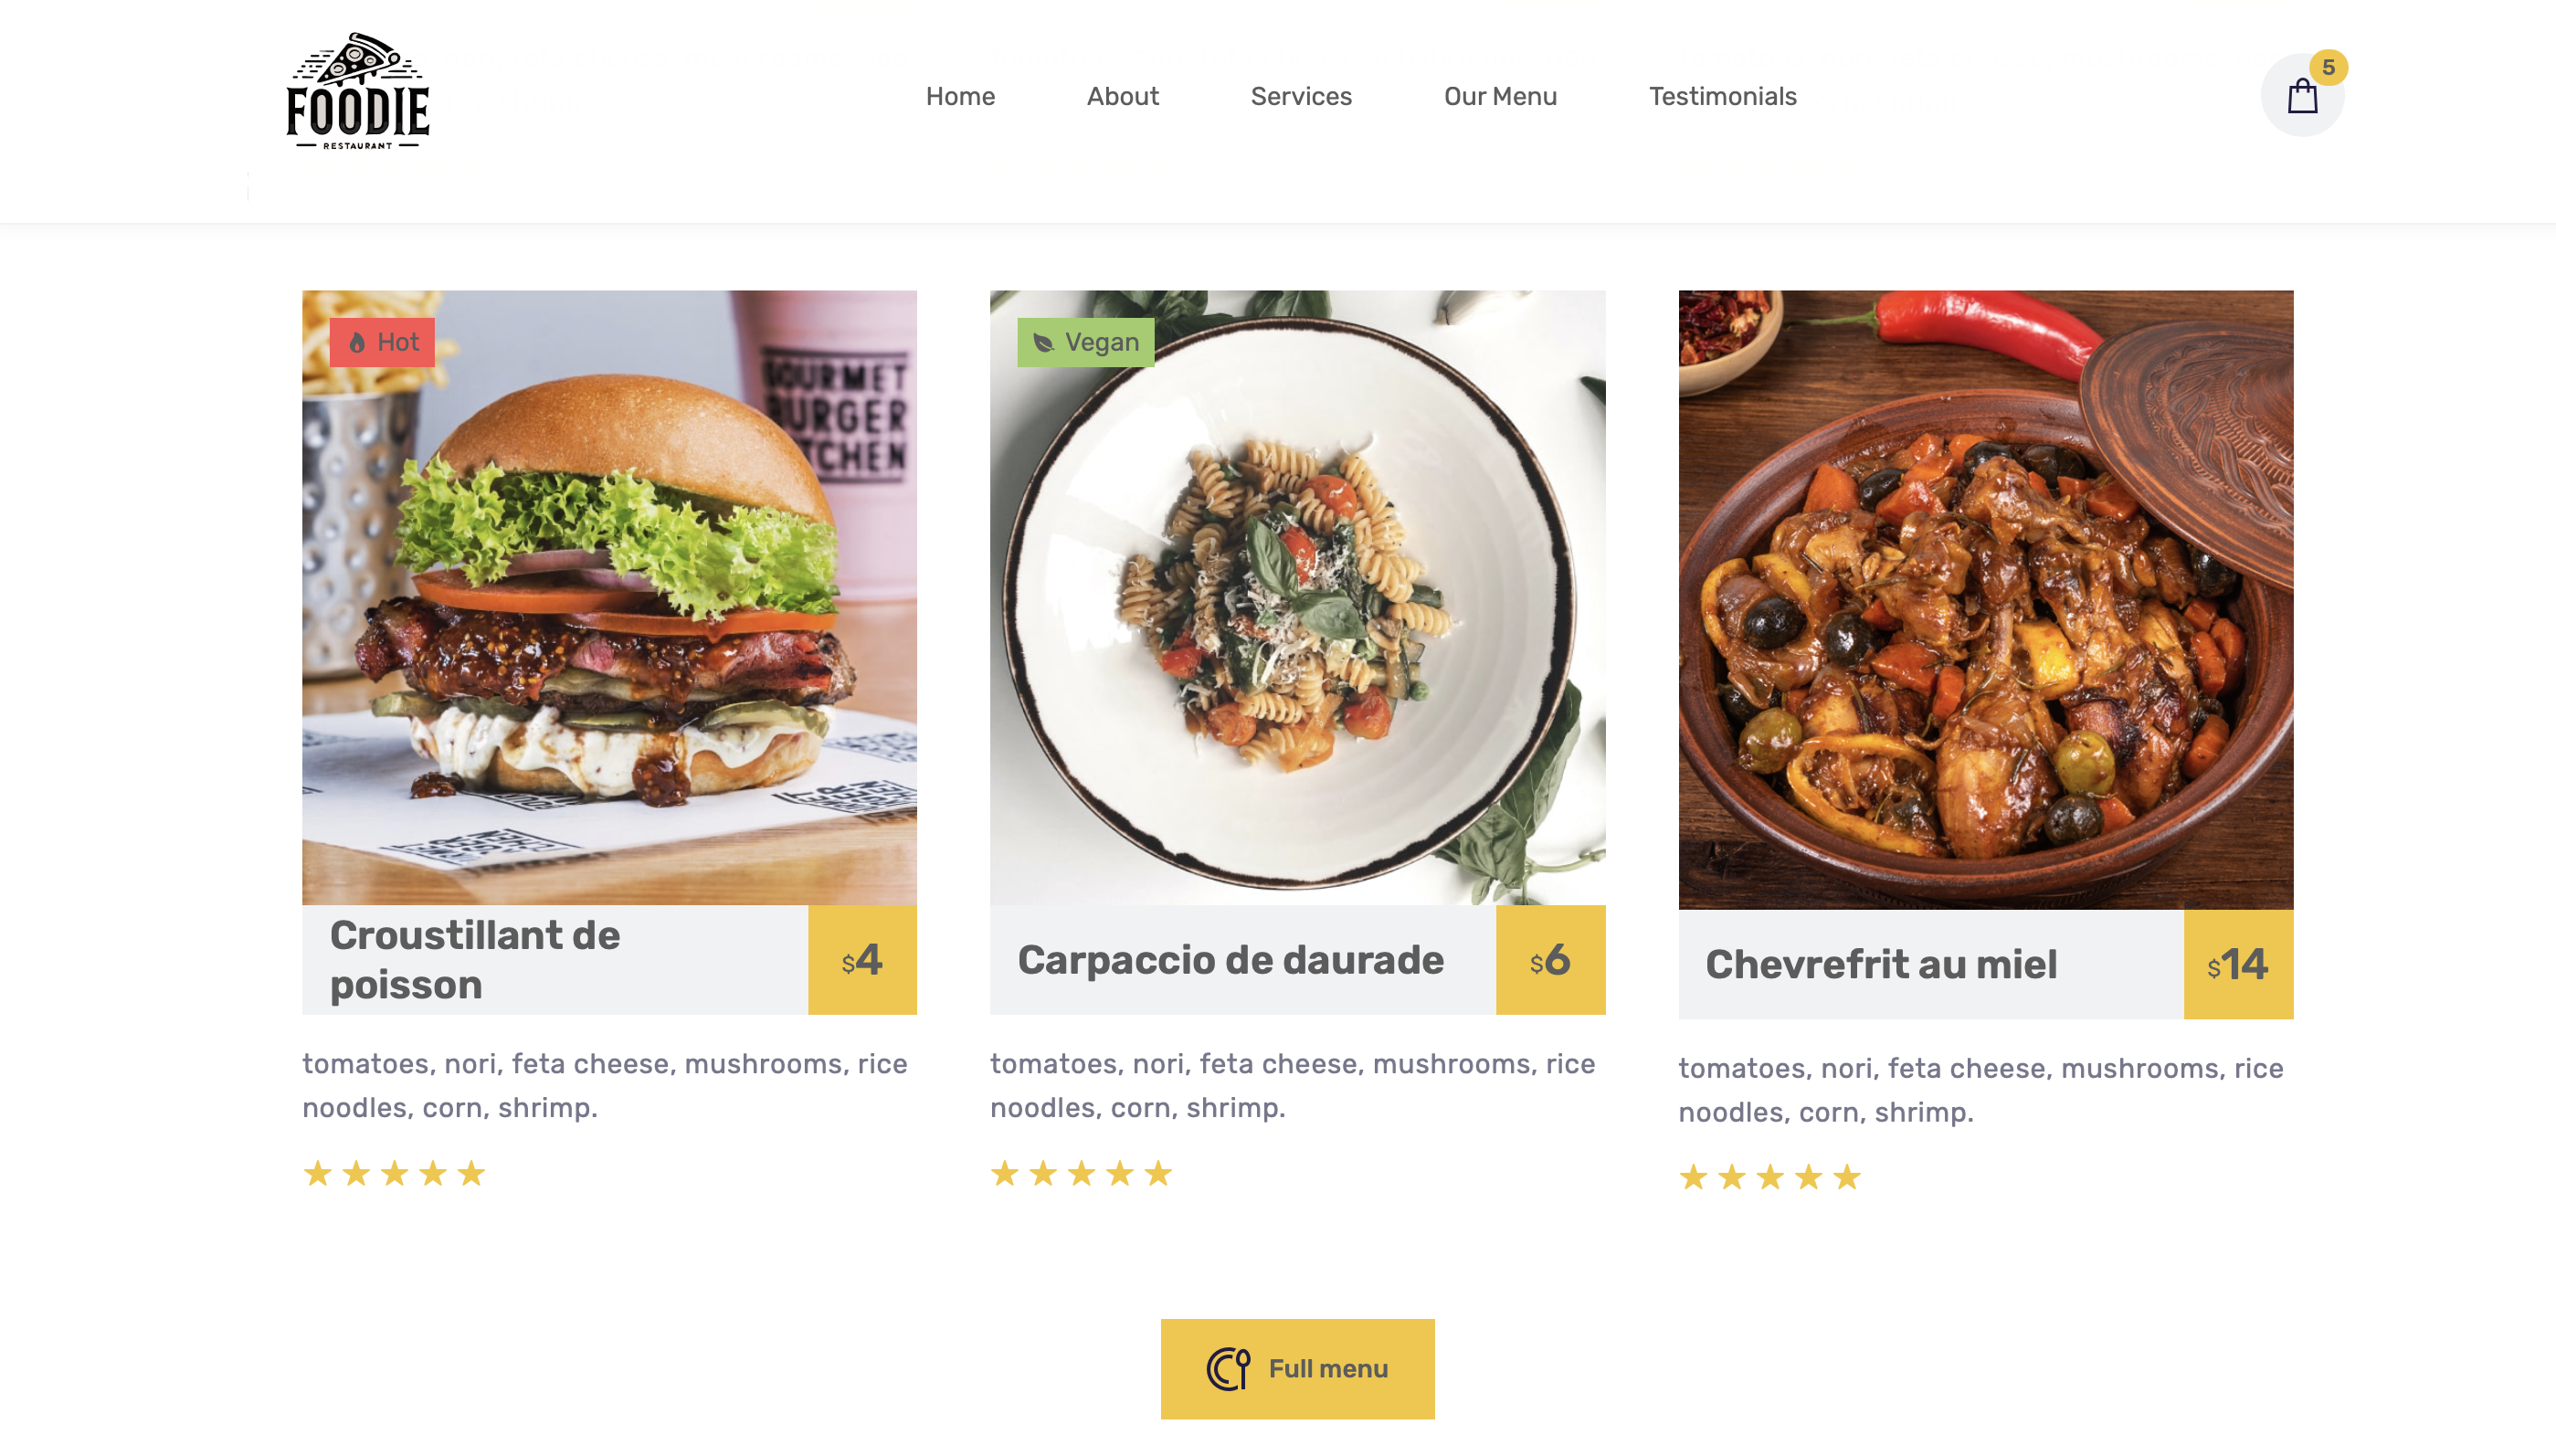 FOODIE
RESTAURANT
Home
About
Services
Our Menu
Testimonials
5
Hot
Vegan
GOURMET
BURGER
Croustillant de
poisson
$4
Carpaccio de daurade
$6
Chevrefrit au miel
$14
tomatoes, nori, feta cheese, mushrooms, rice
noodles, corn, shrimp.
tomatoes, nori, feta cheese, mushrooms, rice
noodles, corn, shrimp.
tomatoes, nori, feta cheese, mushrooms, rice
noodles, corn, shrimp.
Full menu